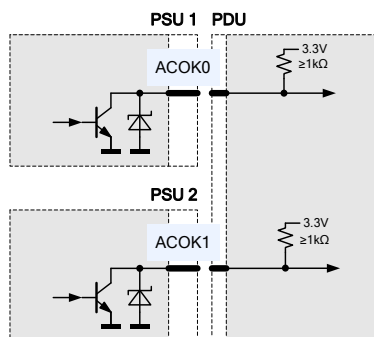 PSU 1 PDU
ACOK0
3.3V
≥1kΩ
PSU 2
ACOK1
3.3V
≥1kΩ